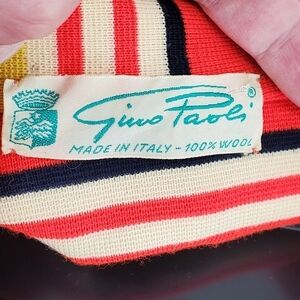 Gino Paoli ®
MADE IN ITALY - 100% WOOL